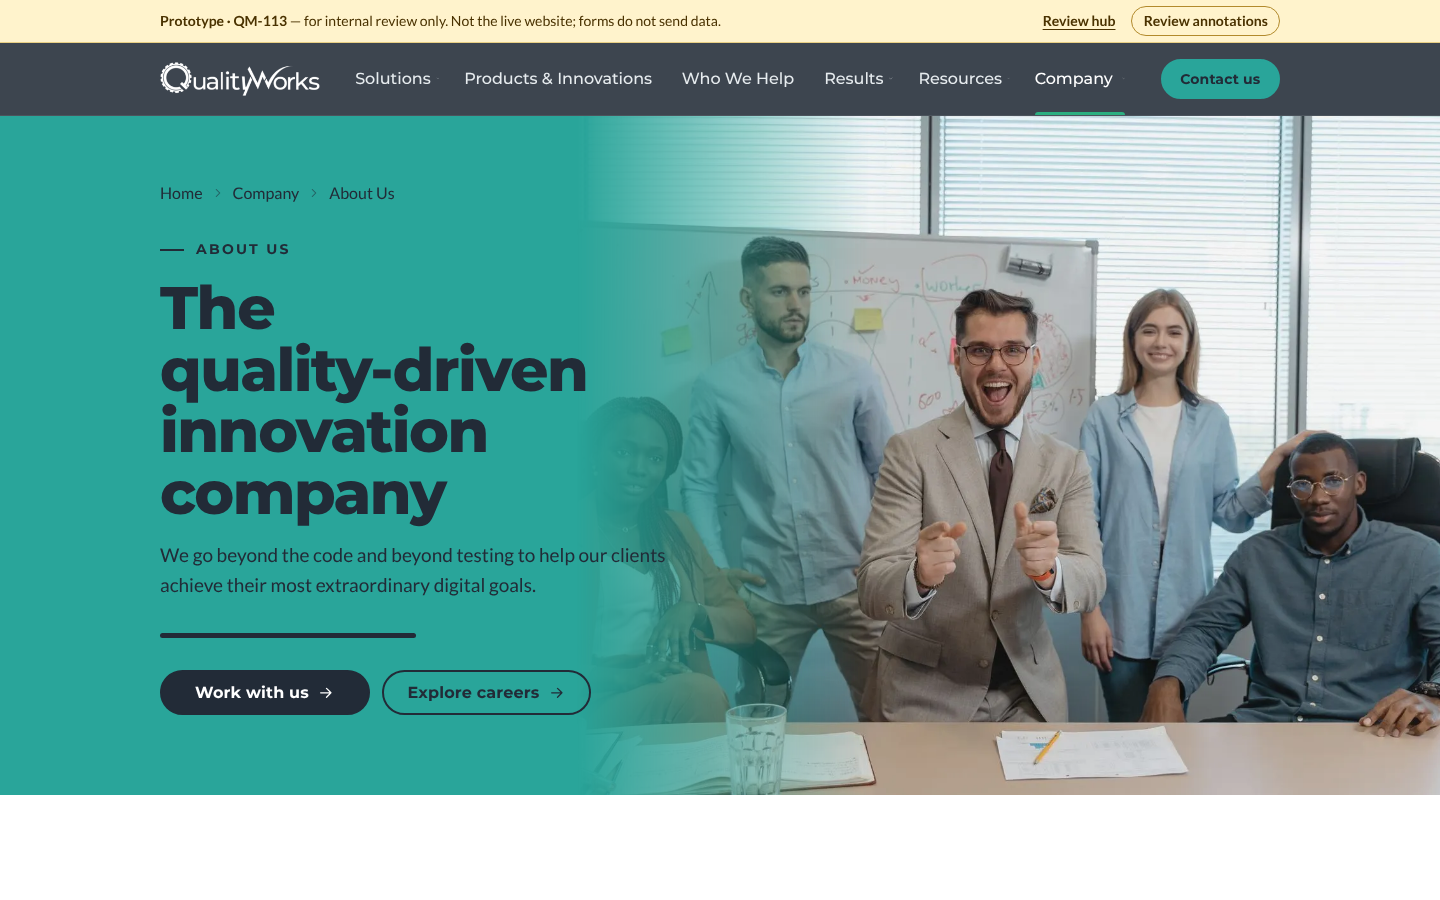 Prototype · QM-113 — for internal review only. Not the live website; forms do not send data.
Review hub
Review annotations
QualityWorks
Solutions
Products & Innovations
Who We Help
Results
Resources
Company
Contact us
Home
Company
About Us
ABOUT US
The
quality-driven
innovation
company
We go beyond the code and beyond testing to help our clients
achieve their most extraordinary digital goals.
Work with us →
Explore careers →
MONEY
600